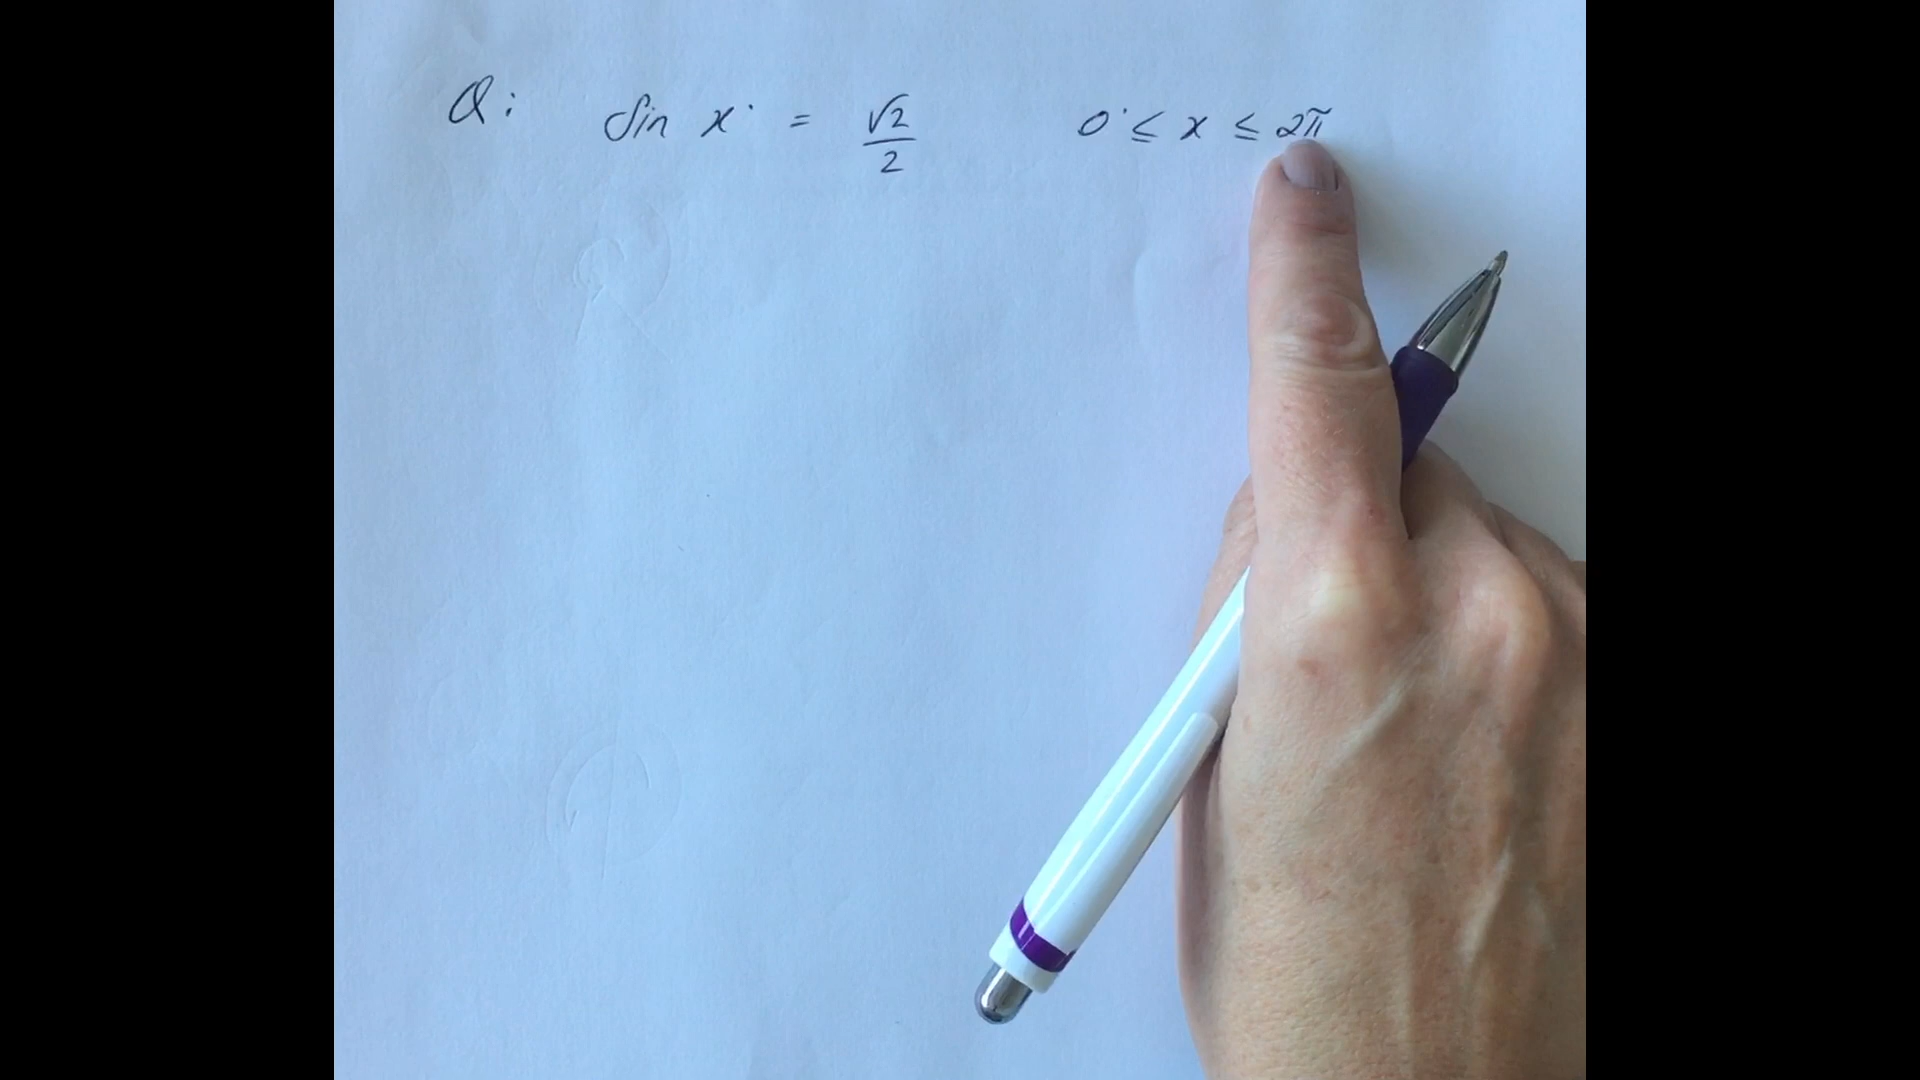 Q: Sin x° = √2/2 0° ≤ x ≤ 2π